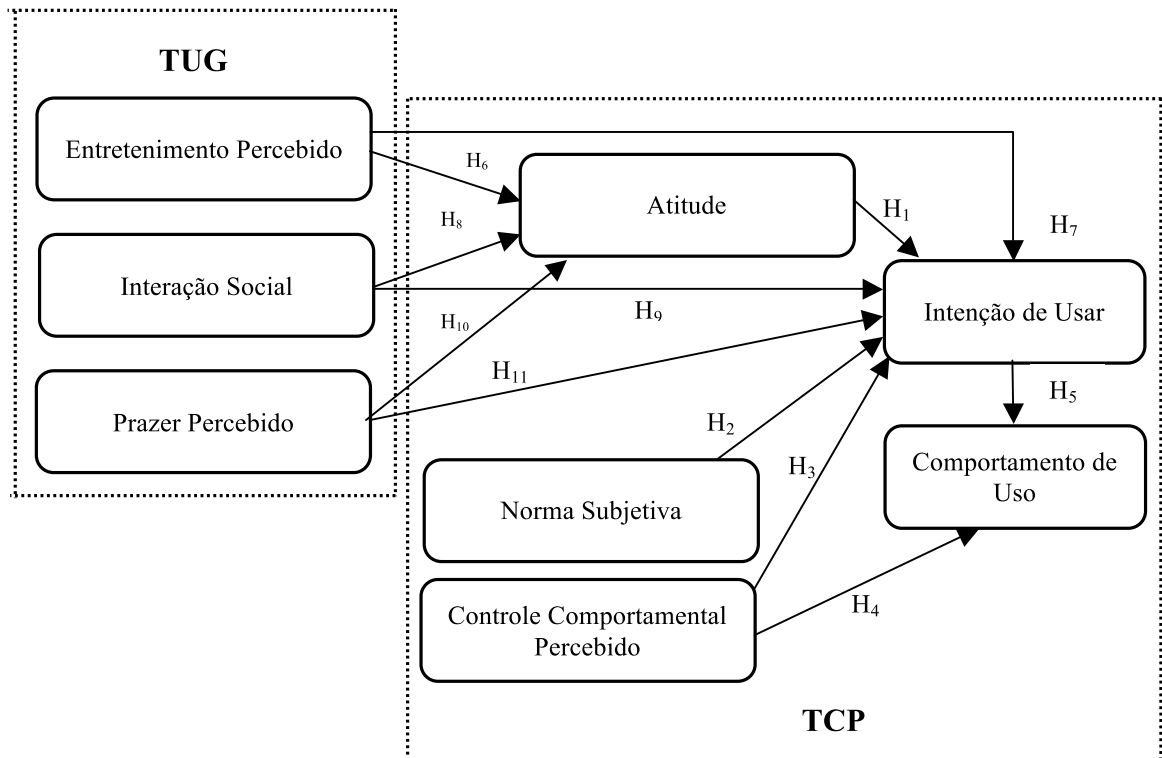 TUG
Entretenimento Percebido
H6
Atitude
H1
H7
H8
Interação Social
Intenção de Usar
H9
H10
H11
Prazer Percebido
H5
H2
Comportamento de
Uso
H3
Norma Subjetiva
Controle Comportamental
Percebido
H4
TCP